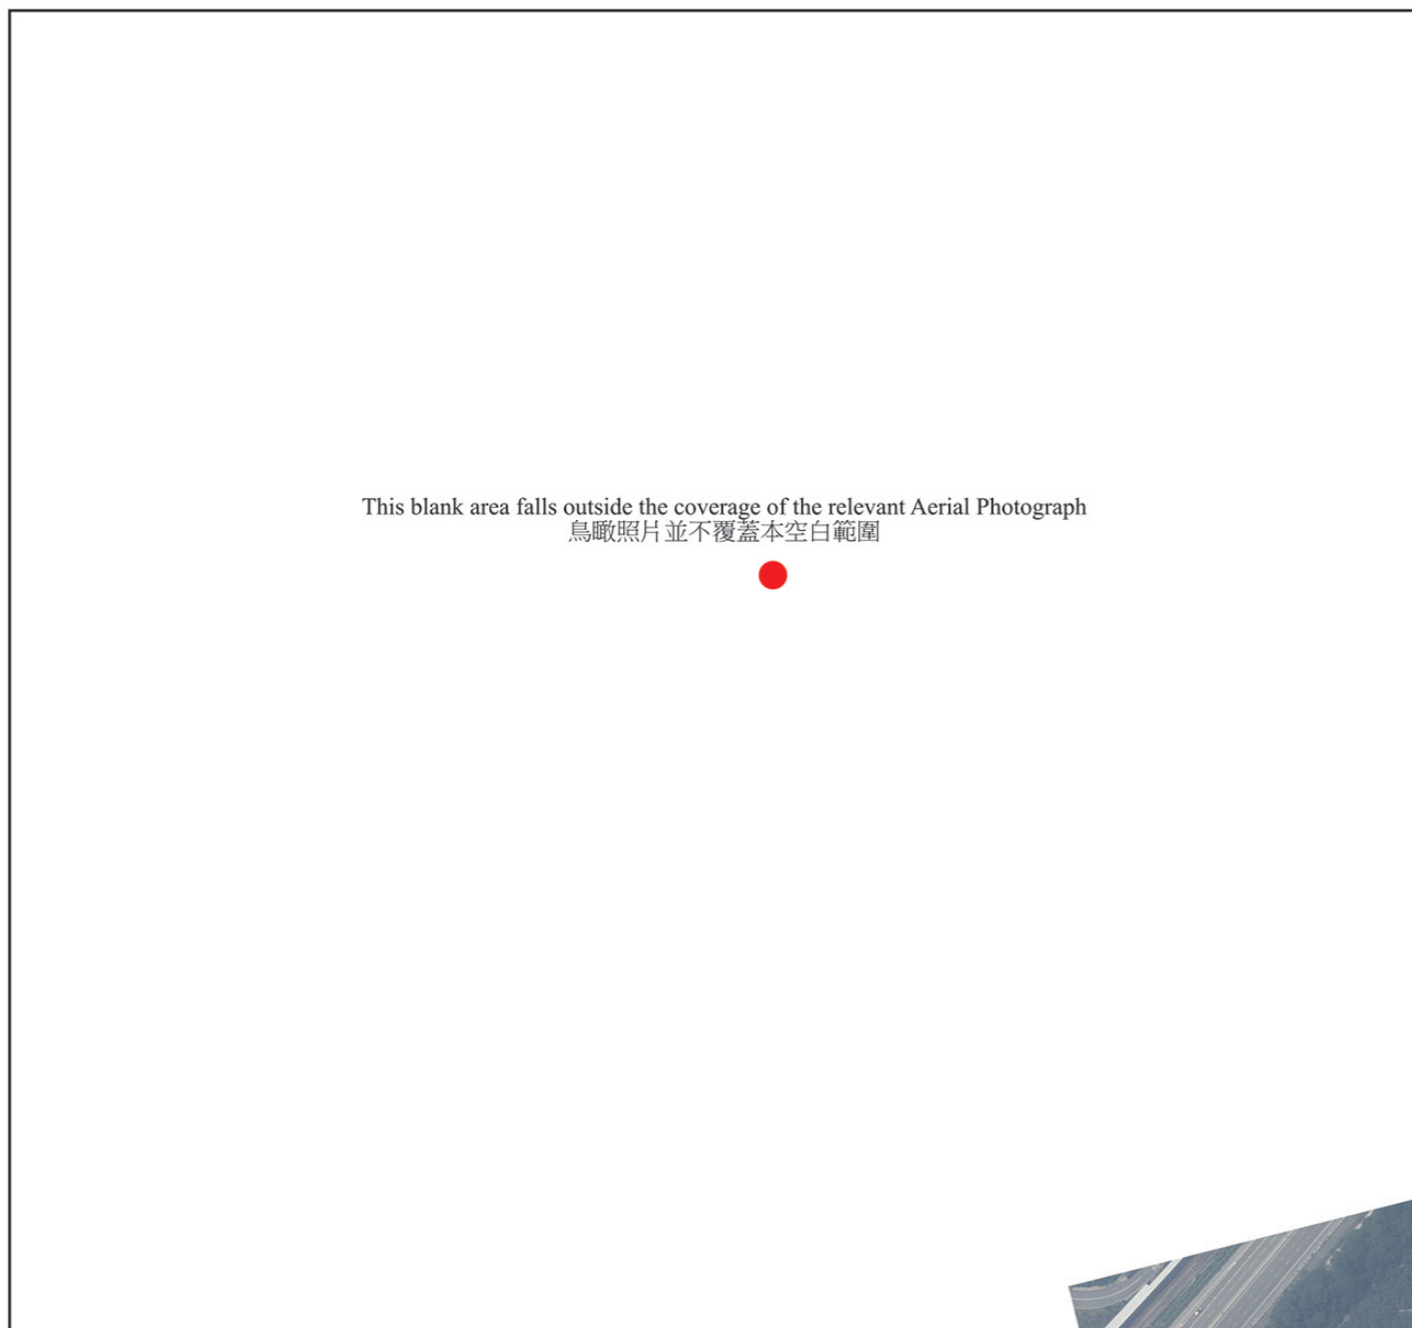 This blank area falls outside the coverage of the relevant Aerial Photograph
鳥瞰照片並不覆蓋本空白範圍